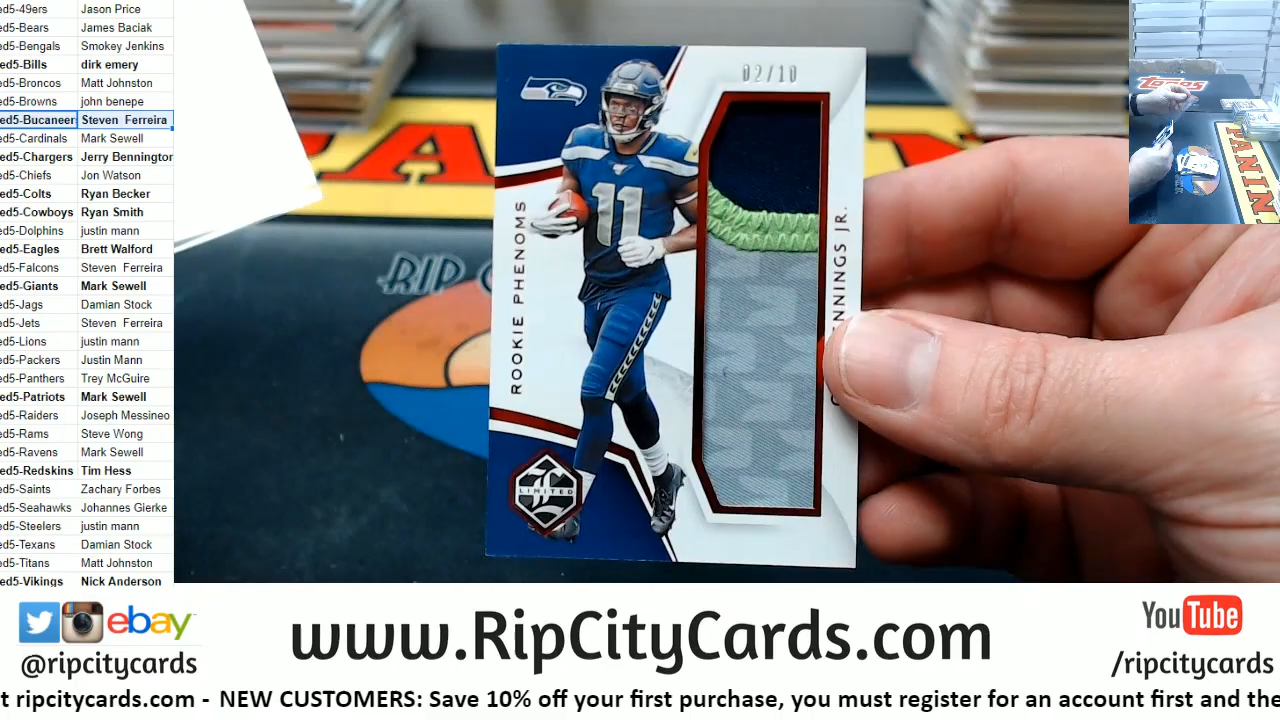 ed5-49ers Jason Price
ed5-Bears James Baciak
ed5-Bengals Smokey Jenkins
ed5-Bills dirk emery
ed5-Broncos Matt Johnston
ed5-Browns john benepe
ed5-Bucaneer Steven Ferreira
ed5-Cardinals Mark Sewell
ed5-Chargers Jerry Bennington
ed5-Chiefs Jon Watson
ed5-Colts Ryan Becker
ed5-Cowboys Ryan Smith
ed5-Dolphins justin mann
ed5-Eagles Brett Walford
ed5-Falcons Steven Ferreira
ed5-Giants Mark Sewell
ed5-Jags Damian Stock
ed5-Jets Steven Ferreira
ed5-Lions justin mann
ed5-Packers Justin Mann
ed5-Panthers Trey McGuire
ed5-Patriots Mark Sewell
ed5-Raiders Joseph Messineo
ed5-Rams Steve Wong
ed5-Ravens Mark Sewell
ed5-Redskins Tim Hess
ed5-Saints Zachary Forbes
ed5-Seahawks Johannes Gierke
ed5-Steelers justin mann
ed5-Texans Damian Stock
ed5-Titans Matt Johnston
ed5-Vikings Nick Anderson
RIP
02/10
11
ROOKIE PHENOMS
NNINGS JR.
LIMITED
Topps
PANIN
ebay
@ripcitycards
www.RipCityCards.com
YouTube
/ripcitycards
t ripcitycards.com - NEW CUSTOMERS: Save 10% off your first purchase, you must register for an account first and the